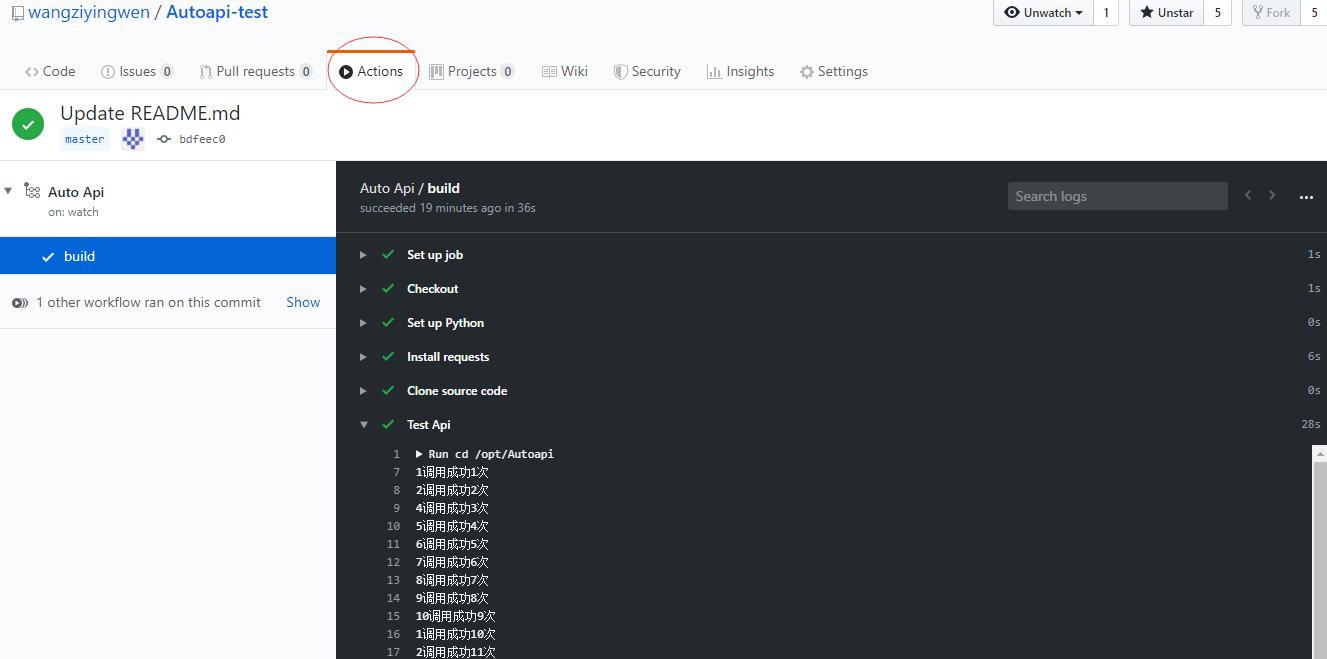 wangziyingwen / Autoapi-test
Unwatch 1 Unstar 5 Fork 5
Code Issues 0 Pull requests 0 Actions Projects 0 Wiki Security Insights Settings
Update README.md
master bdfeec0
Auto Api
on: watch
build
1 other workflow ran on this commit Show
Auto Api / build
succeeded 19 minutes ago in 36s
Search logs
Set up job 1s
Checkout 1s
Set up Python 0s
Install requests 6s
Clone source code 0s
Test Api 28s
1 Run cd /opt/Autoapi
7 1调用成功1次
8 2调用成功2次
9 4调用成功3次
10 5调用成功4次
11 6调用成功5次
12 7调用成功6次
13 8调用成功7次
14 9调用成功8次
15 10调用成功9次
16 1调用成功10次
17 2调用成功11次